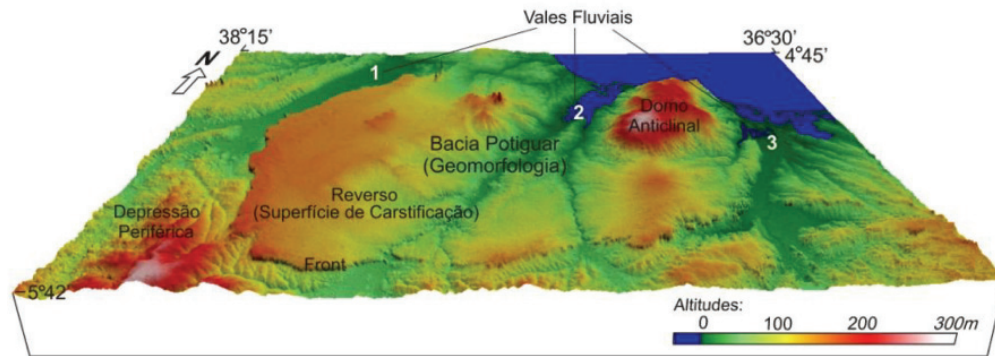 Vales Fluviais
38°15'
36°30'
4°45
N
1
2
3
Domo
Anticlinal
Bacia Potiguar
(Geomorfologia)
Reverso
(Superfície de Carstificação)
Depressão
Periférica
Front
5°42
Altitudes:
0 100 200 300m